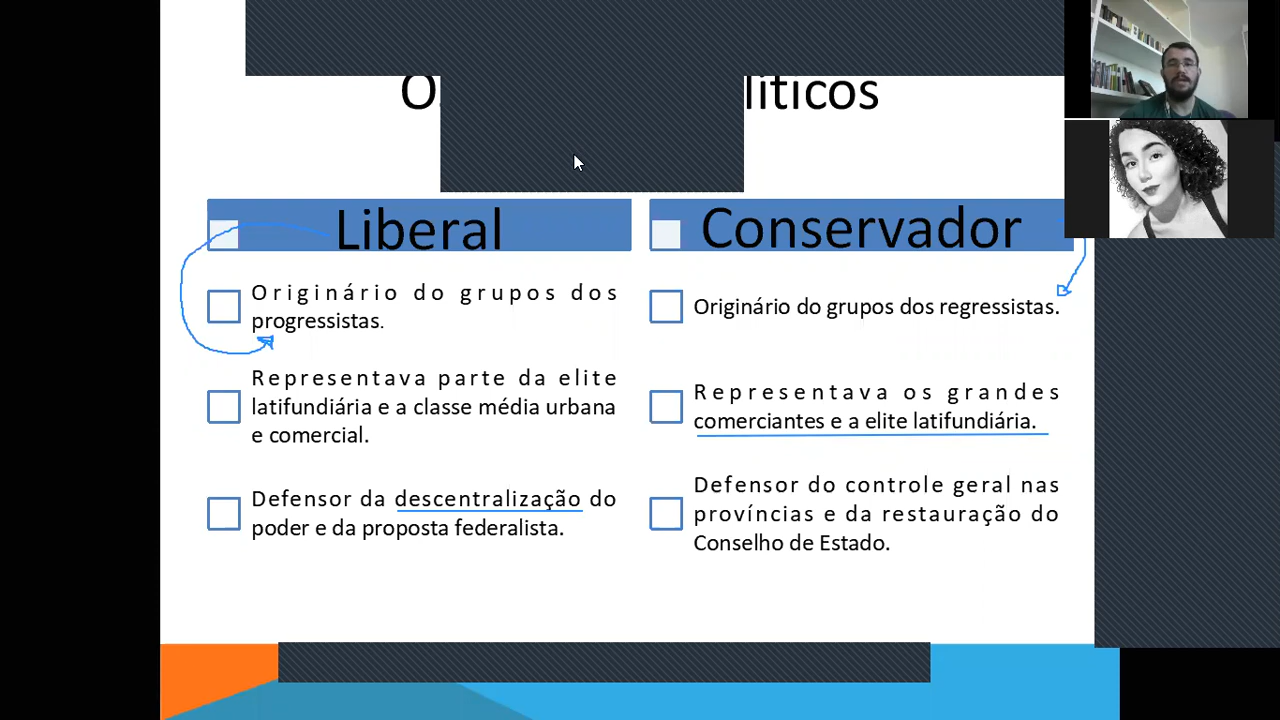 líticos
Liberal
Originário do grupos dos
progressistas.
Representava parte da elite
latifundiária e a classe média urbana
e comercial.
Defensor da descentralização do
poder e da proposta federalista.
Conservador
Originário do grupos dos regressistas.
Representava os grandes
comerciantes e a elite latifundiária.
Defensor do controle geral nas
províncias e da restauração do
Conselho de Estado.